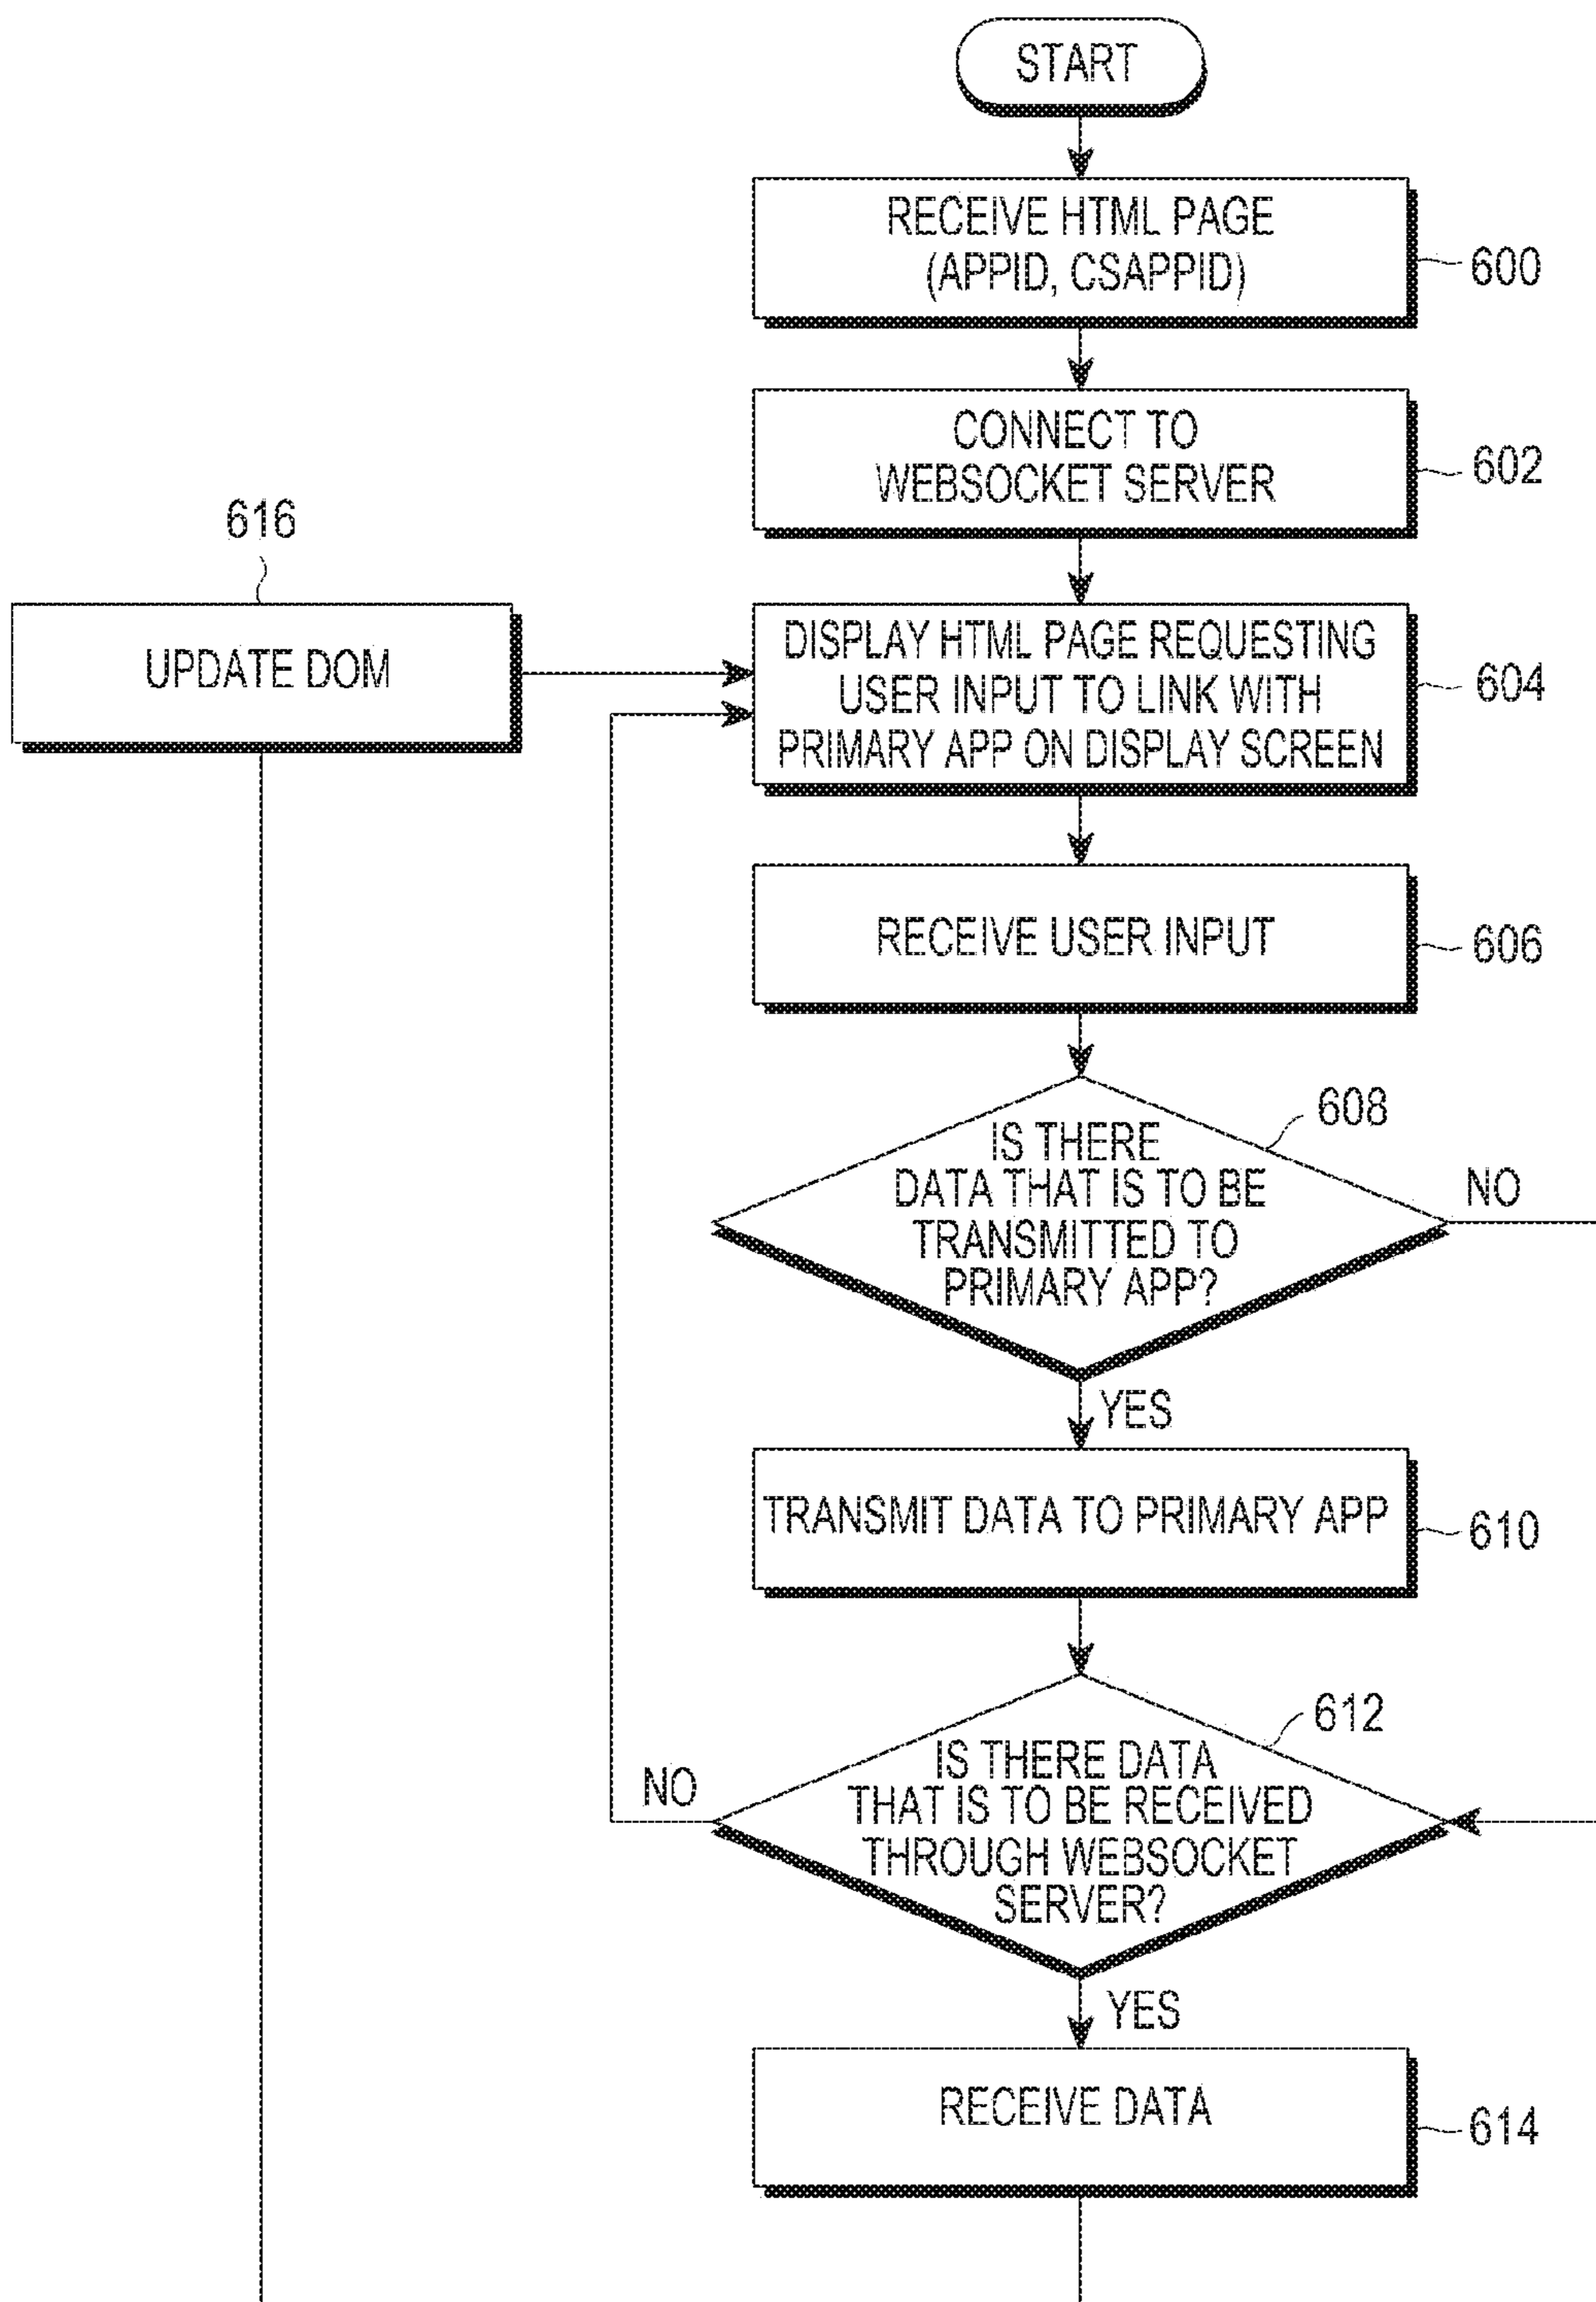 START
RECEIVE HTML PAGE
(APPID, CSAPPID)
600
CONNECT TO
WEBSOCKET SERVER
602
616
UPDATE DOM
DISPLAY HTML PAGE REQUESTING
USER INPUT TO LINK WITH
PRIMARY APP ON DISPLAY SCREEN
604
RECEIVE USER INPUT
606
608
IS THERE
DATA THAT IS TO BE
TRANSMITTED TO
PRIMARY APP?
NO
YES
TRANSMIT DATA TO PRIMARY APP
610
612
IS THERE DATA
THAT IS TO BE RECEIVED
THROUGH WEBSOCKET
SERVER?
NO
YES
RECEIVE DATA
614